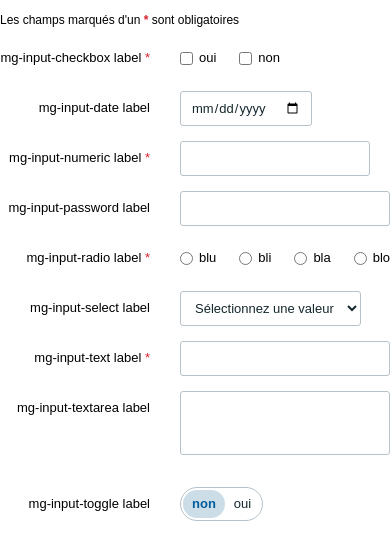 Les champs marqués d'un * sont obligatoires
mg-input-checkbox label * oui non
mg-input-date label mm/dd/yyyy
mg-input-numeric label *
mg-input-password label
mg-input-radio label * blu bli bla blo
mg-input-select label Sélectionnez une valeur
mg-input-text label *
mg-input-textarea label
mg-input-toggle label non oui